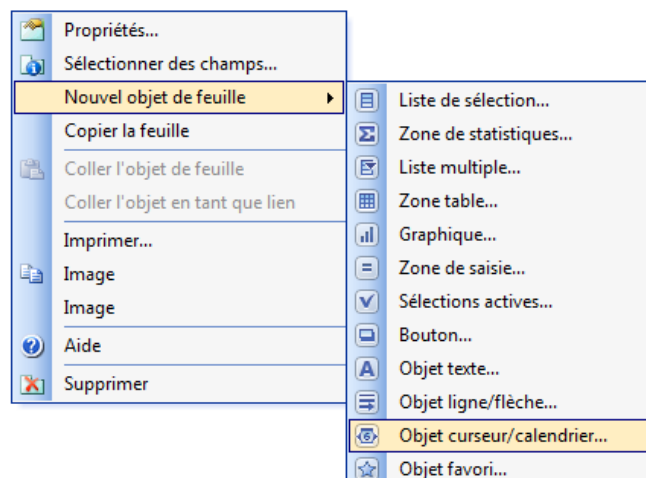 Propriétés...
Sélectionner des champs...
Nouvel objet de feuille
Copier la feuille
Coller l'objet de feuille
Coller l'objet en tant que lien
Imprimer...
Image
Image
Aide
Supprimer
Liste de sélection...
Zone de statistiques...
Liste multiple...
Zone table...
Graphique...
Zone de saisie...
Sélections actives...
Bouton...
Objet texte...
Objet ligne/flèche...
Objet curseur/calendrier...
Objet favori...